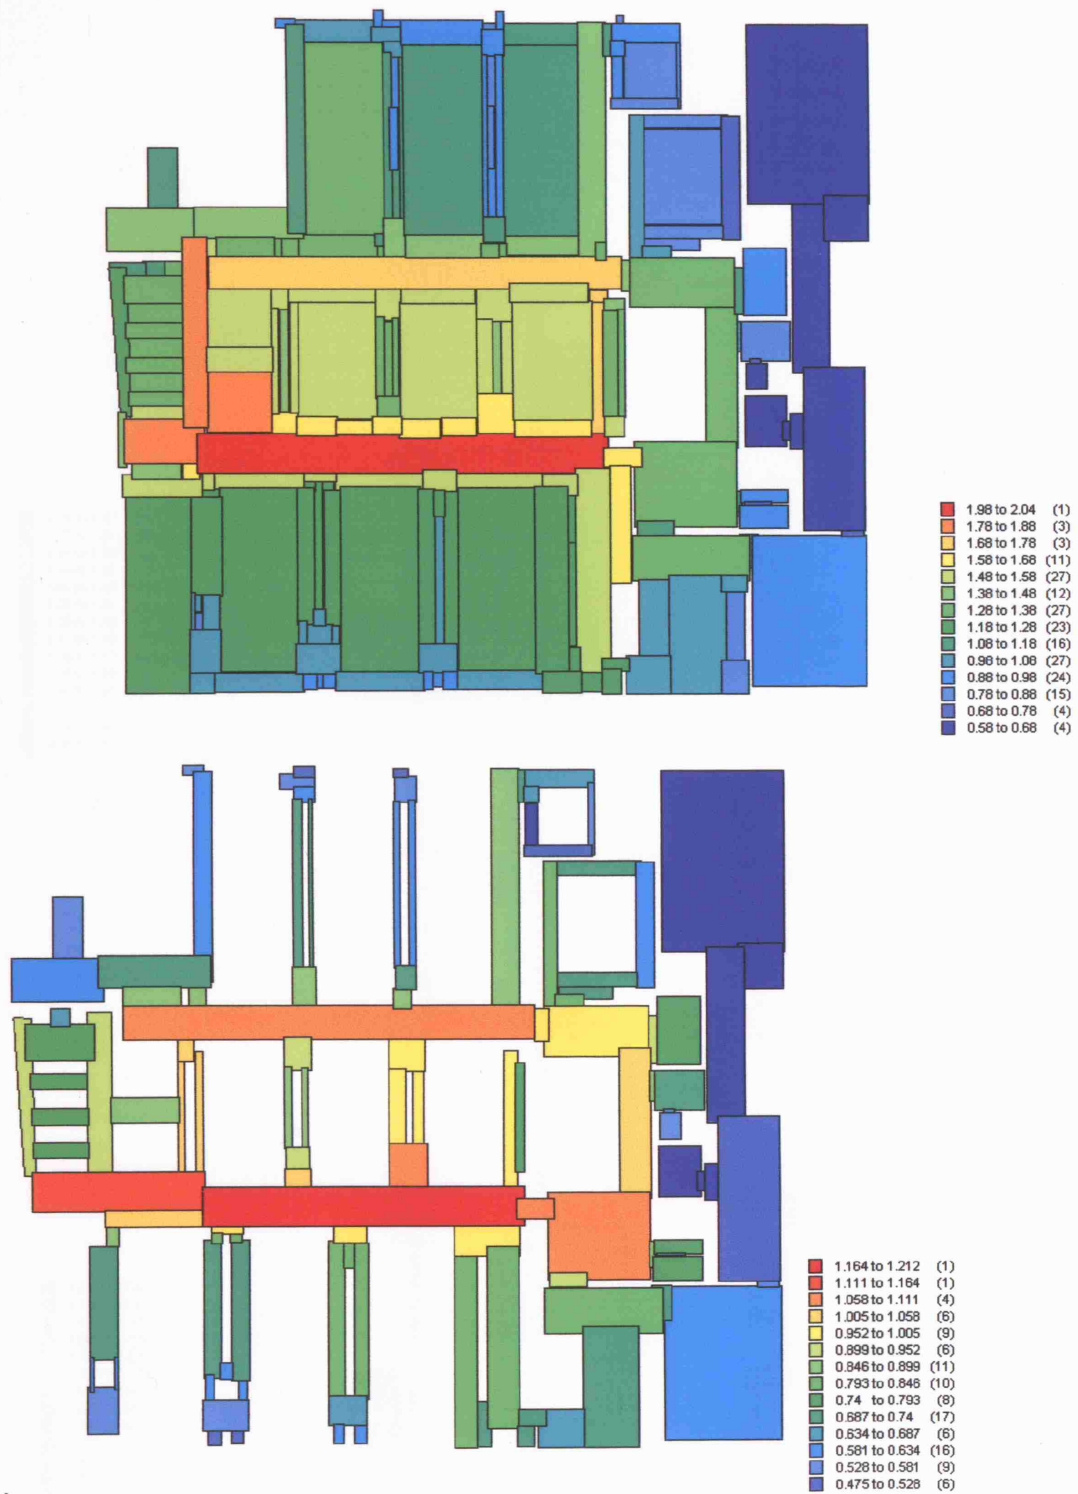 1.98 to 2.04 (1)
1.78 to 1.88 (3)
1.68 to 1.78 (3)
1.58 to 1.68 (11)
1.48 to 1.58 (27)
1.38 to 1.48 (12)
1.28 to 1.38 (27)
1.18 to 1.28 (23)
1.08 to 1.18 (16)
0.98 to 1.08 (27)
0.88 to 0.98 (24)
0.78 to 0.88 (15)
0.68 to 0.78 (4)
0.58 to 0.68 (4)
1.164 to 1.212 (1)
1.111 to 1.164 (1)
1.058 to 1.111 (4)
1.005 to 1.058 (6)
0.952 to 1.005 (9)
0.899 to 0.952 (6)
0.846 to 0.899 (11)
0.793 to 0.846 (10)
0.74 to 0.793 (8)
0.687 to 0.74 (17)
0.634 to 0.687 (6)
0.581 to 0.634 (16)
0.528 to 0.581 (9)
0.475 to 0.528 (6)